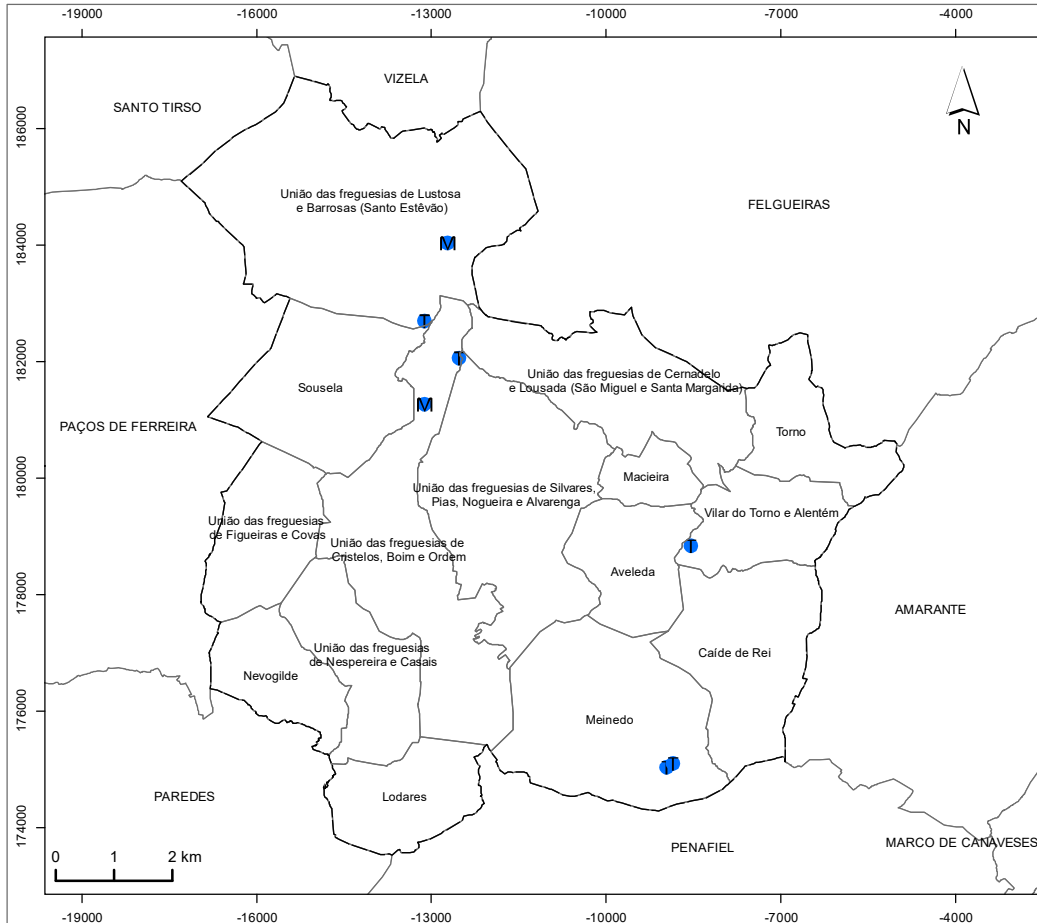 -19000 -16000 -13000 -10000 -7000 -4000
VIZELA
SANTO TIRSO
N
186000
União das freguesias de Lustosa
e Barrosas (Santo Estêvão)
FELGUEIRAS
184000
M
T
T
182000
União das freguesias de Cernadelo
e Lousada (São Miguel e Santa Margarida)
Sousela
M
PAÇOS DE FERREIRA
Torno
180000
Macieira
União das freguesias de Silvares,
Pias, Nogueira e Alvarenga
Vilar do Torno e Alentém
União das freguesias
de Figueiras e Covas
União das freguesias de
Cristelos, Boim e Ordem
T
Aveleda
178000
AMARANTE
União das freguesias
de Nespereira e Casais
Caíde de Rei
Nevogilde
176000
Meinedo
T
T
PAREDES
Lodares
174000
PENAFIEL
MARCO DE CANAVESES
0 1 2 km
-19000 -16000 -13000 -10000 -7000 -4000